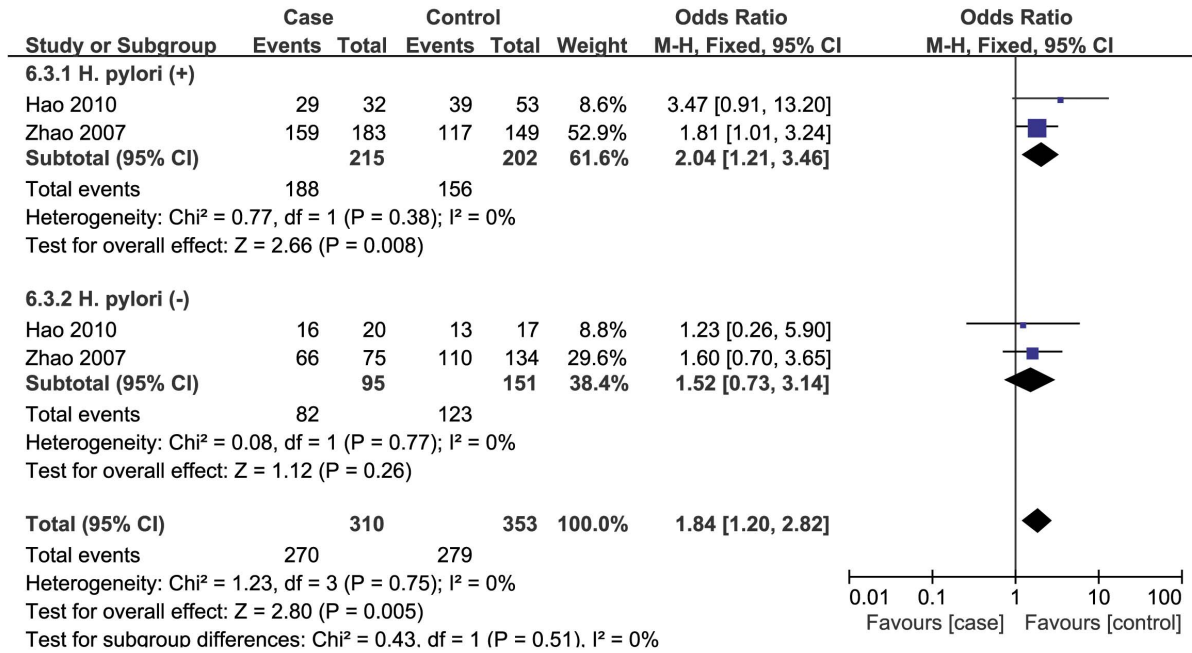 Case Control Odds Ratio Odds Ratio
Study or Subgroup Events Total Events Total Weight M-H, Fixed, 95% CI M-H, Fixed, 95% CI
6.3.1 H. pylori (+)
Hao 2010 29 32 39 53 8.6% 3.47 [0.91, 13.20]
Zhao 2007 159 183 117 149 52.9% 1.81 [1.01, 3.24]
Subtotal (95% CI) 215 202 61.6% 2.04 [1.21, 3.46]
Total events 188 156
Heterogeneity: Chi² = 0.77, df = 1 (P = 0.38); I² = 0%
Test for overall effect: Z = 2.66 (P = 0.008)
6.3.2 H. pylori (-)
Hao 2010 16 20 13 17 8.8% 1.23 [0.26, 5.90]
Zhao 2007 66 75 110 134 29.6% 1.60 [0.70, 3.65]
Subtotal (95% CI) 95 151 38.4% 1.52 [0.73, 3.14]
Total events 82 123
Heterogeneity: Chi² = 0.08, df = 1 (P = 0.77); I² = 0%
Test for overall effect: Z = 1.12 (P = 0.26)
Total (95% CI) 310 353 100.0% 1.84 [1.20, 2.82]
Total events 270 279
Heterogeneity: Chi² = 1.23, df = 3 (P = 0.75); I² = 0%
Test for overall effect: Z = 2.80 (P = 0.005)
Test for subgroup differences: Chi² = 0.43, df = 1 (P = 0.51), I² = 0%
0.01 0.1 1 10 100
Favours [case] Favours [control]